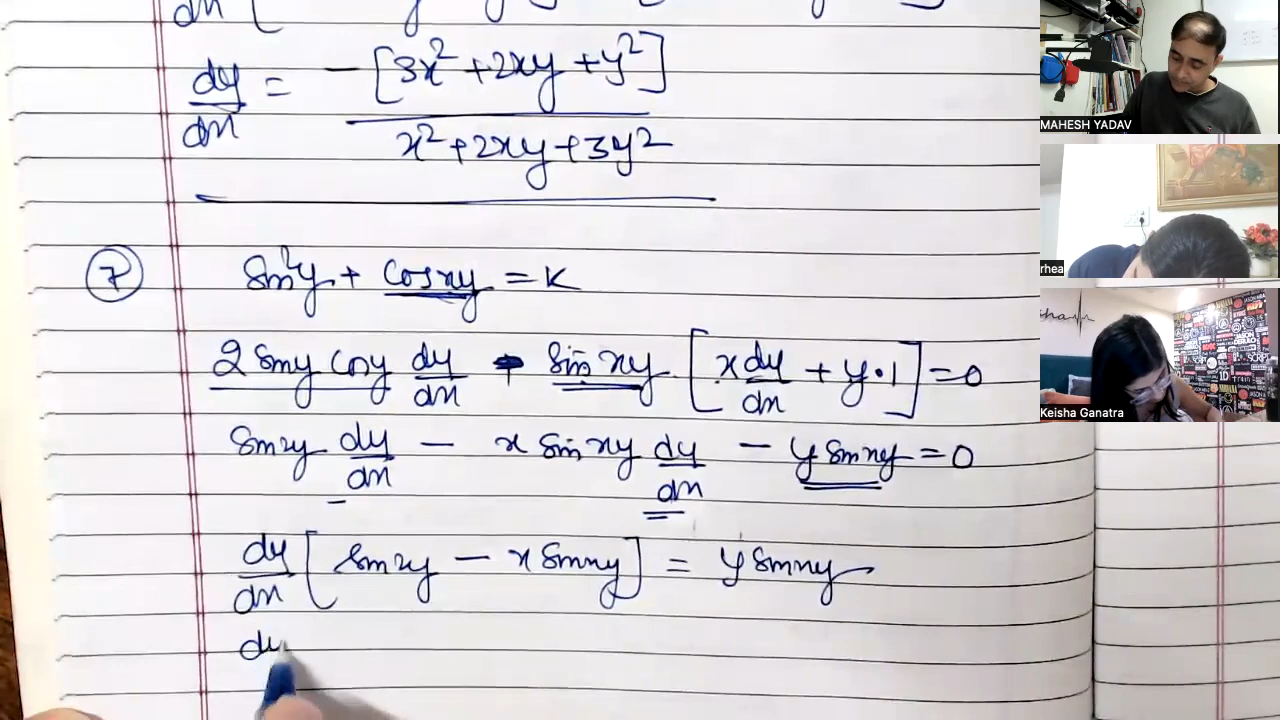 dx [
dy/dx = -[3x² + 2xy + y²] / x² + 2xy + 3y²
⑦ sin²y + cos xy = K
2 sin y cos y dy/dx - sin xy [x dy/dx + y·1] = 0
sin 2y dy/dx - x sin xy dy/dx - y sin xy = 0
dy/dx [sin 2y - x sin xy] = y sin xy
dy
MAHESH YADAV
rhea
Keisha Ganatra